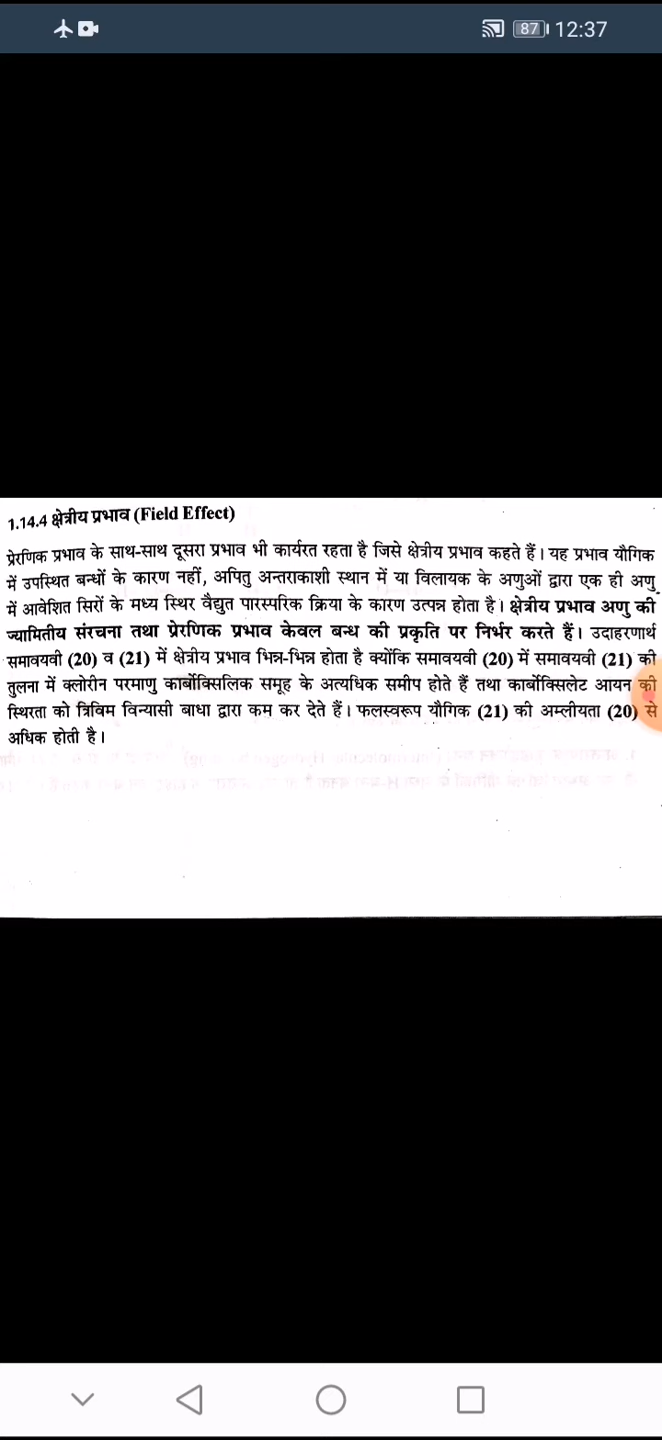 87 12:37
1.14.4 क्षेत्रीय प्रभाव (Field Effect)
प्रेरणिक प्रभाव के साथ-साथ दूसरा प्रभाव भी कार्यरत रहता है जिसे क्षेत्रीय प्रभाव कहते हैं। यह प्रभाव यौगिक
में उपस्थित बन्धों के कारण नहीं, अपितु अन्तराकाशी स्थान में या विलायक के अणुओं द्वारा एक ही अणु
में आवेशित सिरों के मध्य स्थिर वैद्युत पारस्परिक क्रिया के कारण उत्पन्न होता है। क्षेत्रीय प्रभाव अणु की
ज्यामितीय संरचना तथा प्रेरणिक प्रभाव केवल बन्ध की प्रकृति पर निर्भर करते हैं। उदाहरणार्थ
समावयवी (20) व (21) में क्षेत्रीय प्रभाव भिन्न-भिन्न होता है क्योंकि समावयवी (20) में समावयवी (21) की
तुलना में क्लोरीन परमाणु कार्बोक्सिलिक समूह के अत्यधिक समीप होते हैं तथा कार्बोक्सिलेट आयन की
स्थिरता को त्रिविम विन्यासी बाधा द्वारा कम कर देते हैं। फलस्वरूप यौगिक (21) की अम्लीयता (20) से
अधिक होती है।